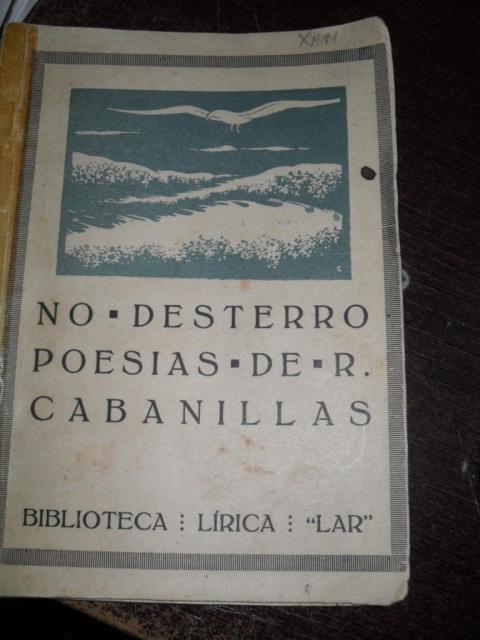 NO ▪ DESTERRO
POESIAS ▪ DE ▪ R.
CABANILLAS
BIBLIOTECA ⋮ LÍRICA ⋮ “LAR”